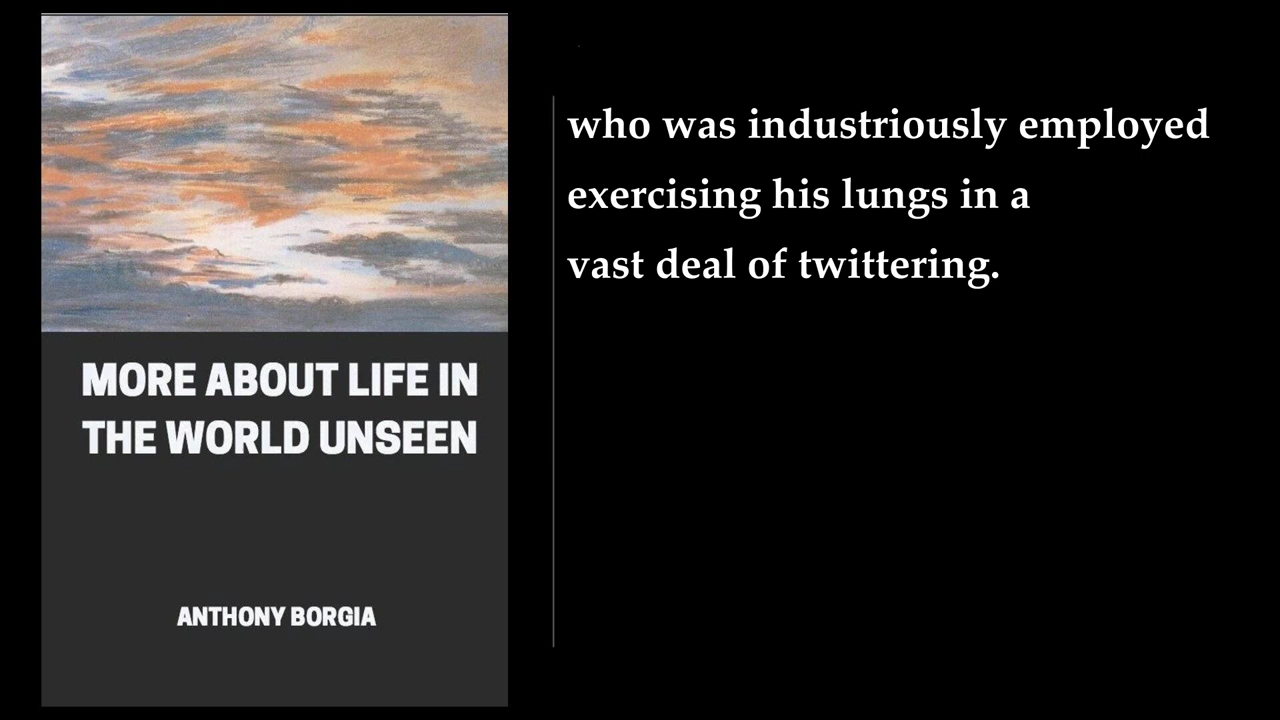 MORE ABOUT LIFE IN
THE WORLD UNSEEN
ANTHONY BORGIA
who was industriously employed
exercising his lungs in a
vast deal of twittering.